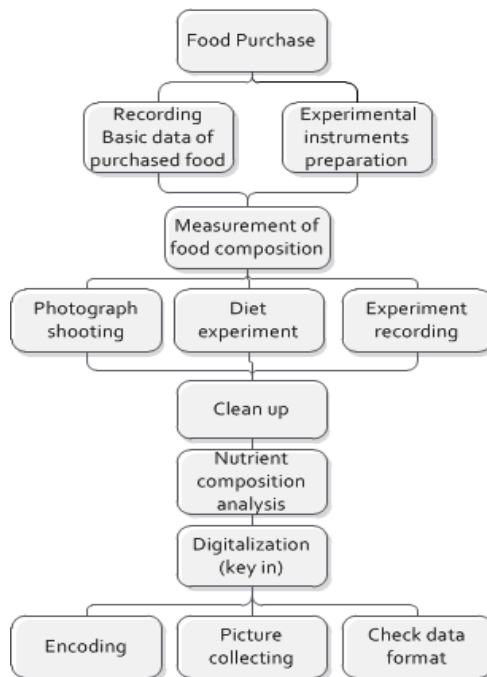 Food Purchase
Recording
Basic data of
purchased food
Experimental
instruments
preparation
Measurement of
food composition
Photograph
shooting
Diet
experiment
Experiment
recording
Clean up
Nutrient
composition
analysis
Digitalization
(key in)
Encoding
Picture
collecting
Check data
format